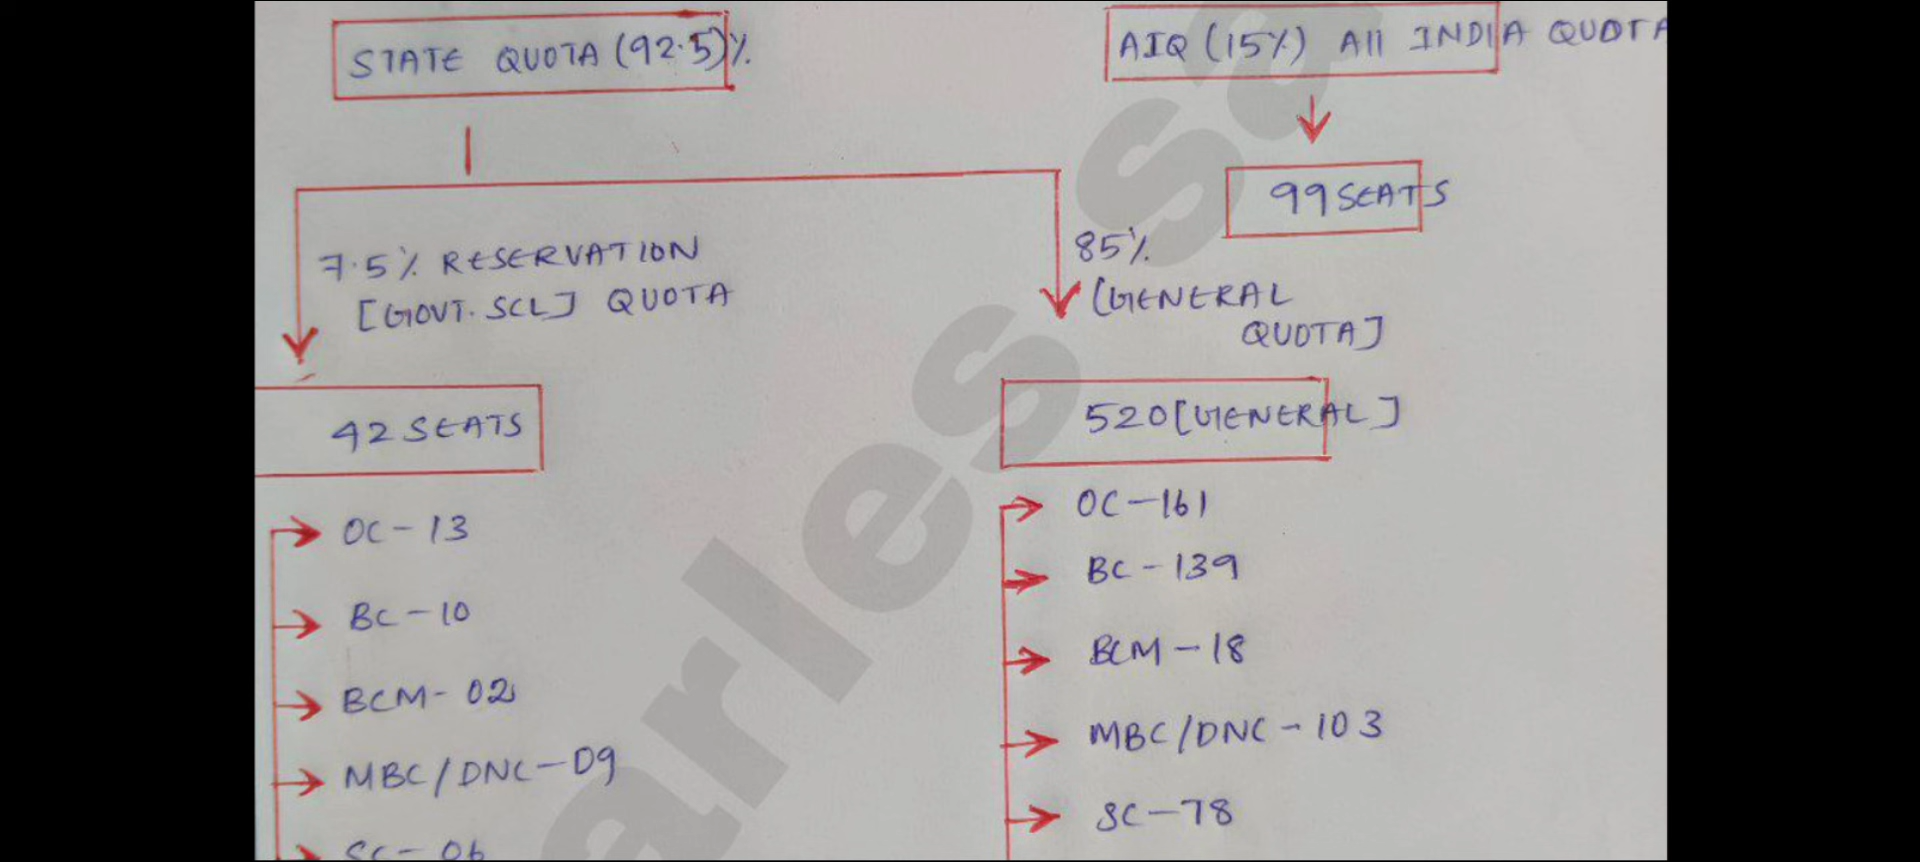 STATE QUOTA (92.5)%
AIQ (15%) All INDIA QUOTA
99 SEATS
7.5% RESERVATION
[GOVT. SCL] QUOTA
85%
[GENERAL
QUOTA]
42 SEATS
520 [GENERAL]
OC - 13
BC - 10
BCM - 02
MBC/DNC - 09
SC - 06
OC - 161
BC - 139
BCM - 18
MBC/DNC - 103
SC - 78